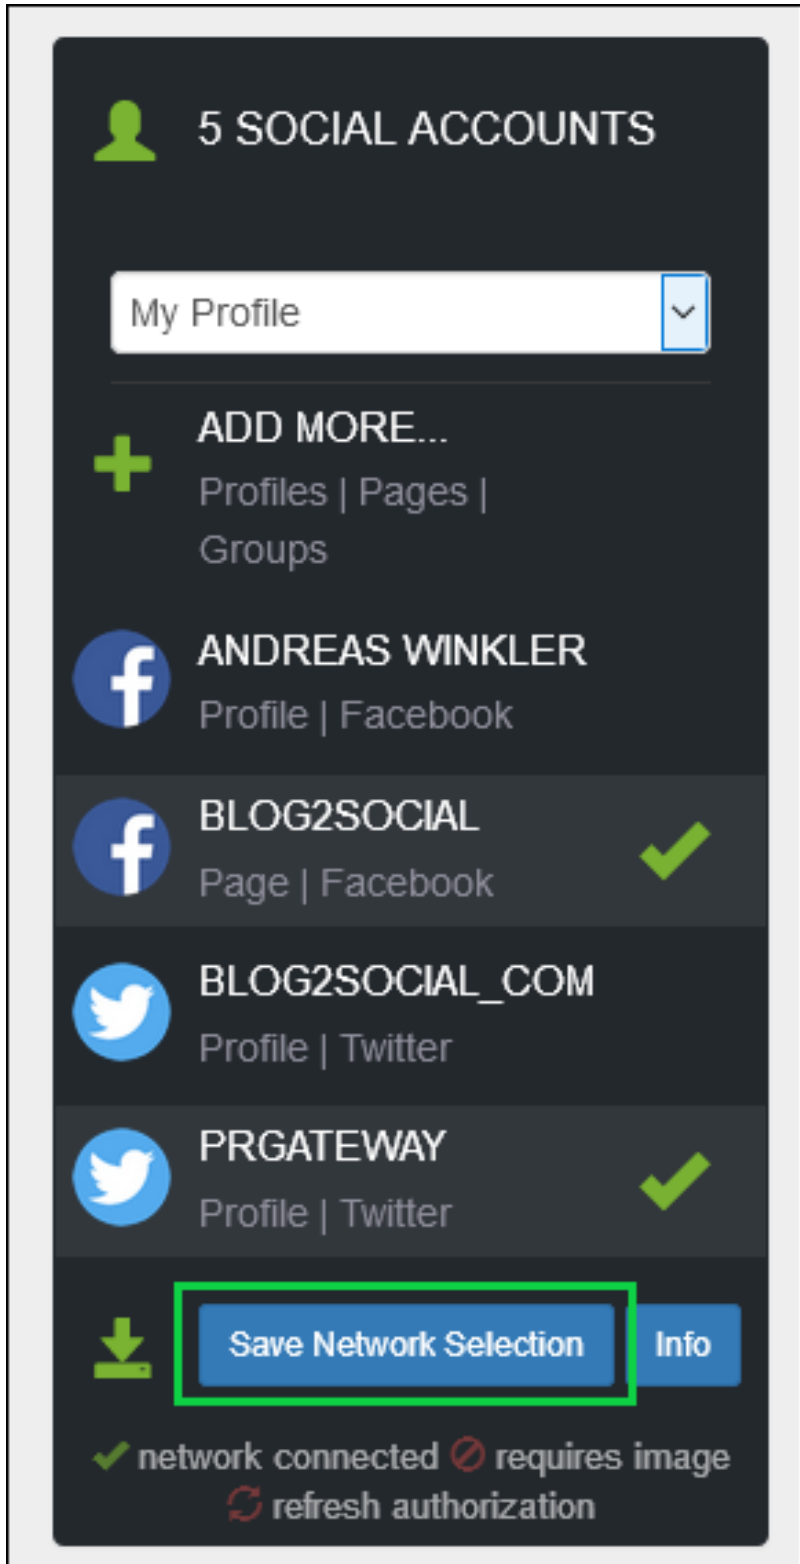 5 SOCIAL ACCOUNTS
My Profile
ADD MORE...
Profiles | Pages |
Groups
ANDREAS WINKLER
Profile | Facebook
BLOG2SOCIAL
Page | Facebook
BLOG2SOCIAL_COM
Profile | Twitter
PRGATEWAY
Profile | Twitter
Save Network Selection Info
network connected requires image
refresh authorization